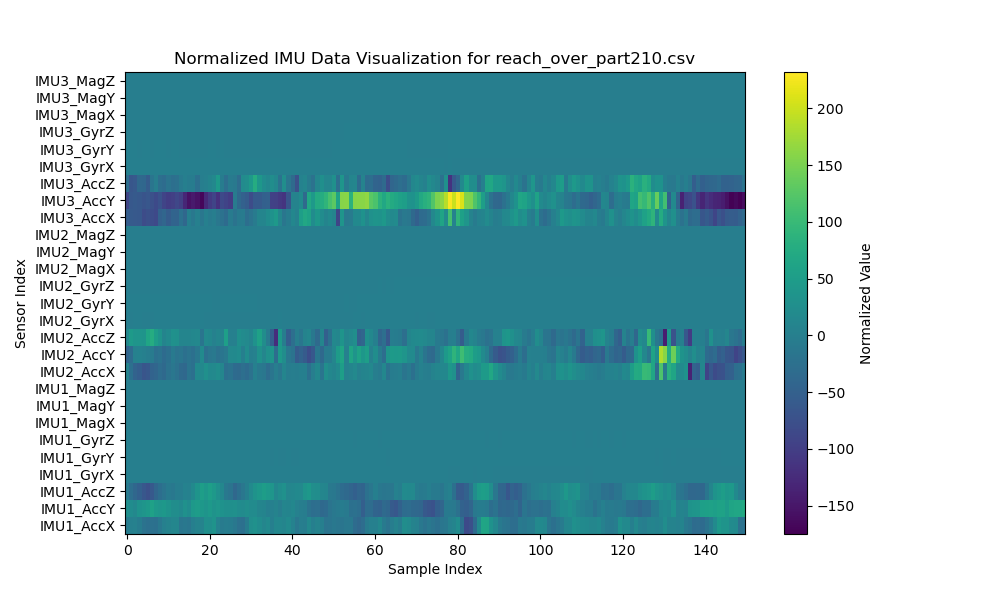 Normalized IMU Data Visualization for reach_over_part210.csv
IMU3_MagZ
IMU3_MagY
IMU3_MagX
IMU3_GyrZ
IMU3_GyrY
IMU3_GyrX
IMU3_AccZ
IMU3_AccY
IMU3_AccX
IMU2_MagZ
IMU2_MagY
IMU2_MagX
IMU2_GyrZ
IMU2_GyrY
IMU2_GyrX
IMU2_AccZ
IMU2_AccY
IMU2_AccX
IMU1_MagZ
IMU1_MagY
IMU1_MagX
IMU1_GyrZ
IMU1_GyrY
IMU1_GyrX
IMU1_AccZ
IMU1_AccY
IMU1_AccX
Sensor Index
0 20 40 60 80 100 120 140
Sample Index
200
150
100
50
0
−50
−100
−150
Normalized Value